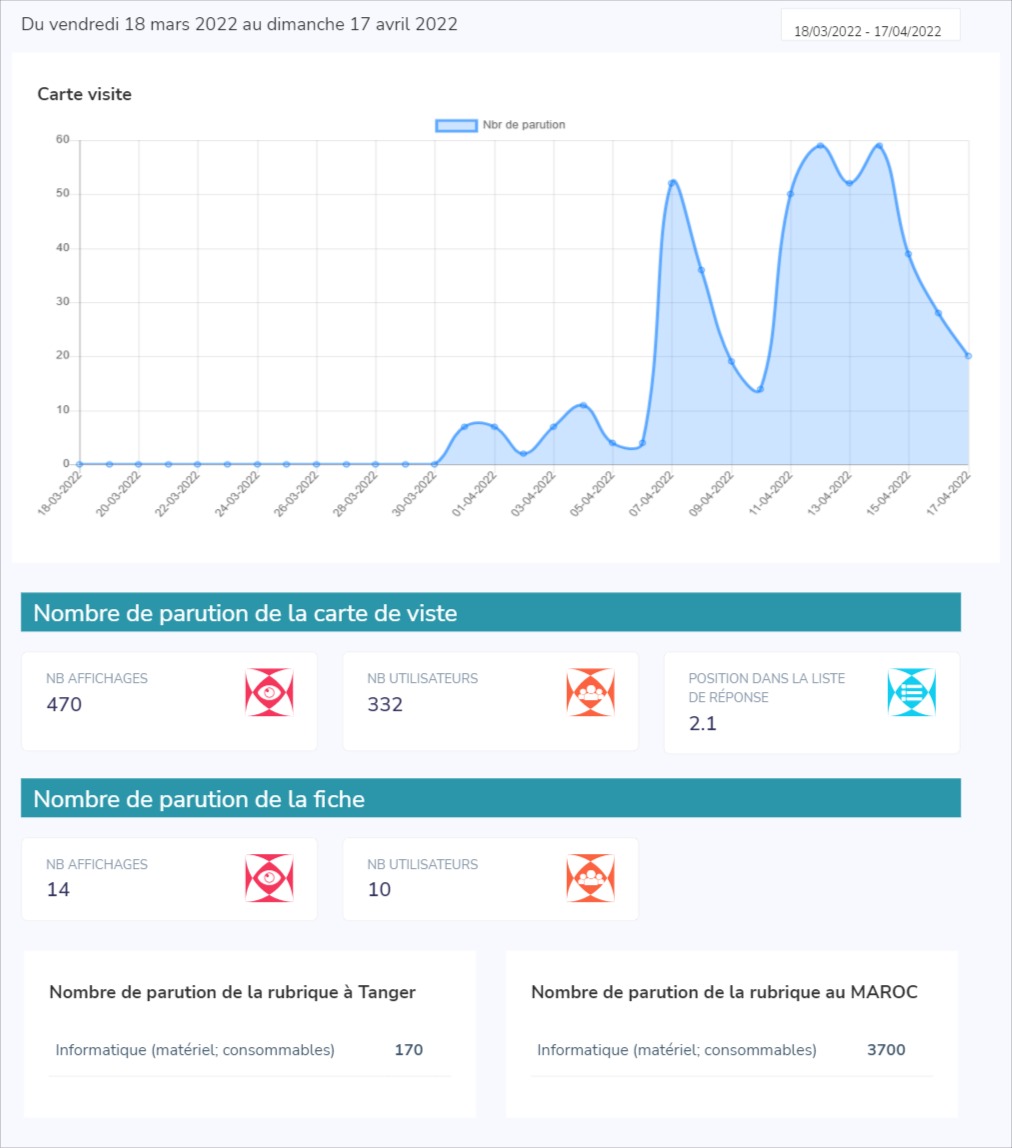 Du vendredi 18 mars 2022 au dimanche 17 avril 2022
18/03/2022 - 17/04/2022
Carte visite
Nbr de parution
60
50
40
30
20
10
0
18-03-2022
20-03-2022
22-03-2022
24-03-2022
26-03-2022
28-03-2022
30-03-2022
01-04-2022
03-04-2022
05-04-2022
07-04-2022
09-04-2022
11-04-2022
13-04-2022
15-04-2022
17-04-2022
Nombre de parution de la carte de viste
NB AFFICHAGES
470
NB UTILISATEURS
332
POSITION DANS LA LISTE
DE RÉPONSE
2.1
Nombre de parution de la fiche
NB AFFICHAGES
14
NB UTILISATEURS
10
Nombre de parution de la rubrique à Tanger
Informatique (matériel; consommables) 170
Nombre de parution de la rubrique au MAROC
Informatique (matériel; consommables) 3700